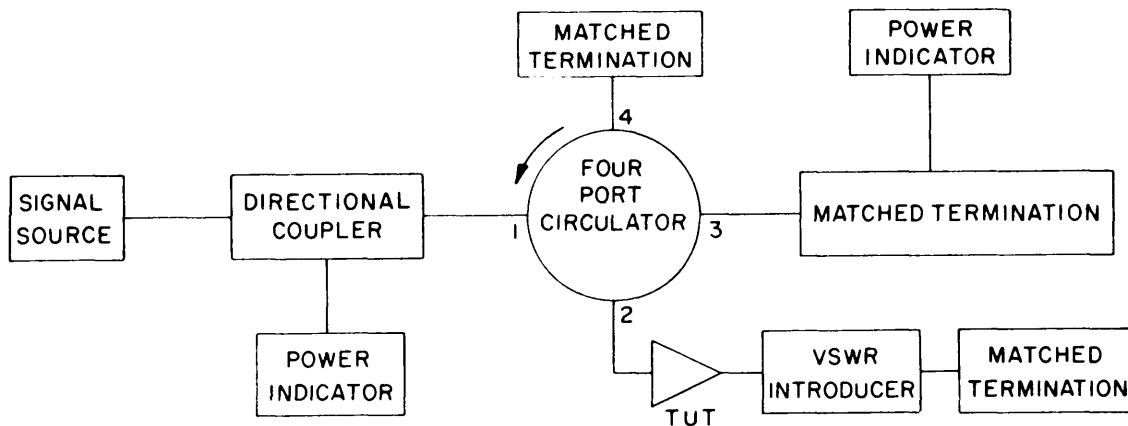 MATCHED
TERMINATION
POWER
INDICATOR
4
FOUR
PORT
CIRCULATOR
SIGNAL
SOURCE
DIRECTIONAL
COUPLER
1
3
MATCHED TERMINATION
2
POWER
INDICATOR
TUT
VSWR
INTRODUCER
MATCHED
TERMINATION